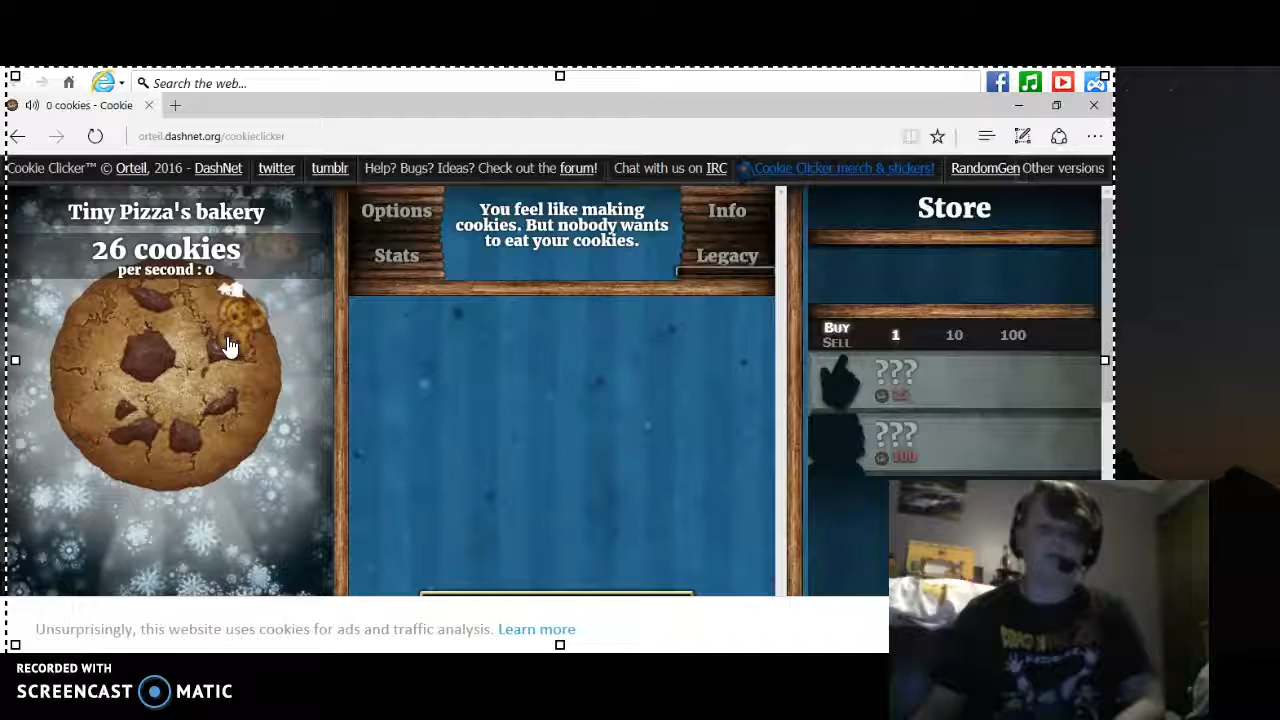 Search the web...
0 cookies - Cookie
orteil.dashnet.org/cookieclicker
Cookie Clicker™ © Orteil, 2016 - DashNet
twitter
tumblr
Help? Bugs? Ideas? Check out the forum!
Chat with us on IRC
Cookie Clicker merch & stickers!
RandomGen Other versions
Tiny Pizza's bakery
26 cookies
per second : 0
Options
Stats
You feel like making
cookies. But nobody wants
to eat your cookies.
Info
Legacy
Store
BUY
SELL
1
10
100
???
???
100
Unsurprisingly, this website uses cookies for ads and traffic analysis. Learn more
RECORDED WITH
SCREENCAST MATIC